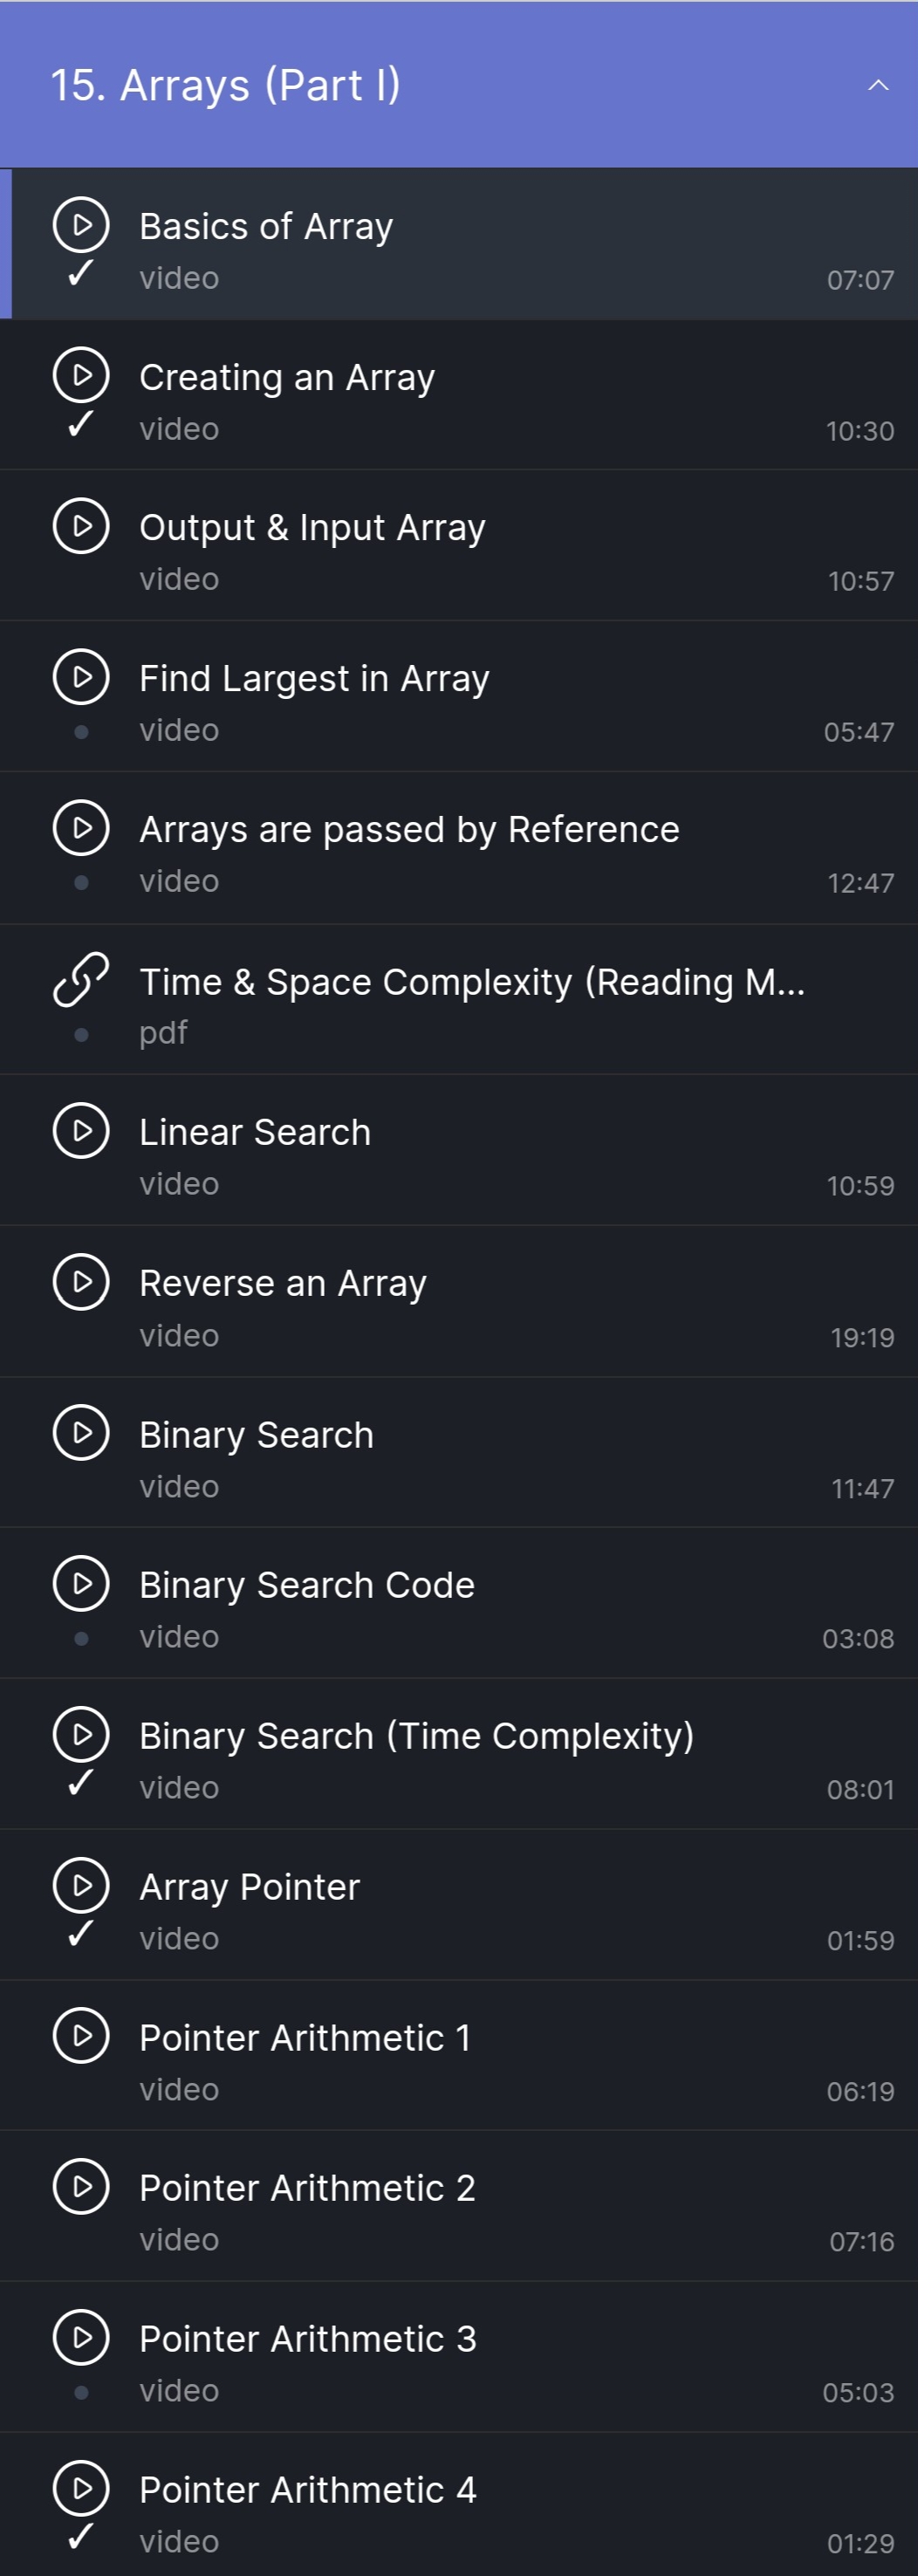 15. Arrays (Part I)
Basics of Array
video 07:07
Creating an Array
video 10:30
Output & Input Array
video 10:57
Find Largest in Array
video 05:47
Arrays are passed by Reference
video 12:47
Time & Space Complexity (Reading M...
pdf
Linear Search
video 10:59
Reverse an Array
video 19:19
Binary Search
video 11:47
Binary Search Code
video 03:08
Binary Search (Time Complexity)
video 08:01
Array Pointer
video 01:59
Pointer Arithmetic 1
video 06:19
Pointer Arithmetic 2
video 07:16
Pointer Arithmetic 3
video 05:03
Pointer Arithmetic 4
video 01:29